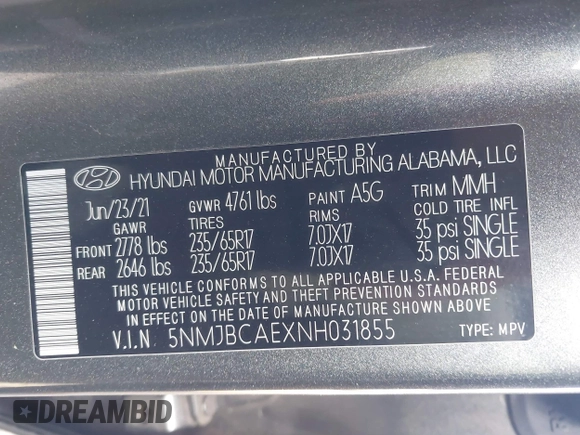 MANUFACTURED BY
HYUNDAI MOTOR MANUFACTURING ALABAMA, LLC
Jun/23/21 GVWR 4761 lbs PAINT A5G TRIM MMH
GAWR TIRES RIMS COLD TIRE INFL
FRONT 2778 lbs 235/65R17 7.0JX17 35 psi SINGLE
REAR 2646 lbs 235/65R17 7.0JX17 35 psi SINGLE
THIS VEHICLE CONFORMS TO ALL APPLICABLE U.S.A. FEDERAL
MOTOR VEHICLE SAFETY BUMPER AND THEFT PREVENTION STANDARDS
IN EFFECT ON THE DATE OF MANUFACTURE SHOWN ABOVE
V.I.N 5NMJBCAEXNH031855 TYPE: MPV
DREAMBID